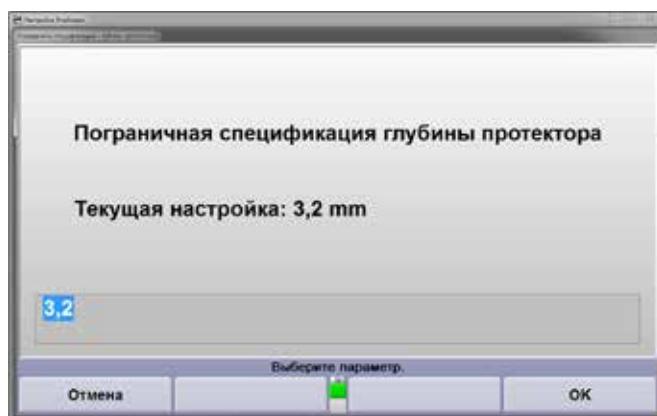 Пограничная спецификация глубины протектора
Текущая настройка: 3,2 mm
3,2
Выберите параметр.
Отмена
OK